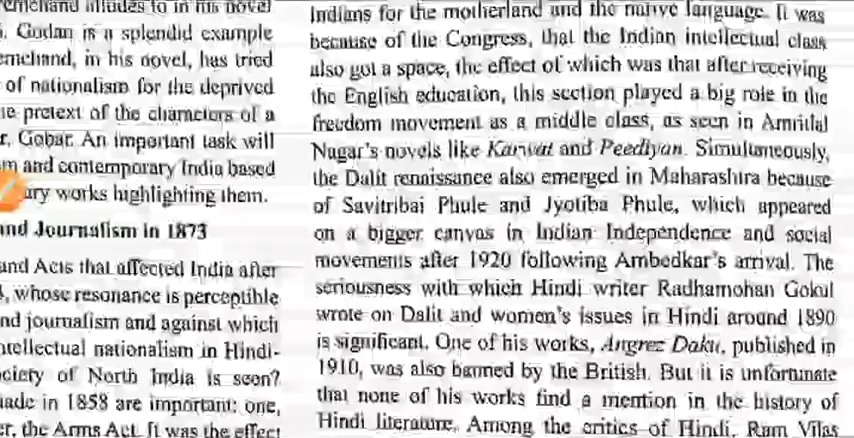 in his novel
Godan is a splendid example
in his novel, has tried
of nationalism for the deprived
pretext of the characters of a
Gobar. An important task will
and contemporary India based
works highlighting them.
and Journalism in 1873
and Acts that affected India after
whose resonance is perceptible
journalism and against which
nationalism in Hindi-
of North India is seen?
in 1858 are important: one,
the Arms Act. It was the effect
Indians for the motherland and the native language. It was
because of the Congress, that the Indian intellectual class
also got a space, the effect of which was that after receiving
the English education, this section played a big role in the
freedom movement as a middle class, as seen in Amritlal
Nagar's novels like Karwat and Peediyan. Simultaneously,
the Dalit renaissance also emerged in Maharashtra because
of Savitribai Phule and Jyotiba Phule, which appeared
on a bigger canvas in Indian Independence and social
movements after 1920 following Ambedkar's arrival. The
seriousness with which Hindi writer Radhamohan Gokul
wrote on Dalit and women's issues in Hindi around 1890
is significant. One of his works, Angrez Daku, published in
1910, was also banned by the British. But it is unfortunate
that none of his works find a mention in the history of
Hindi literature. Among the critics of Hindi, Ram Vilas